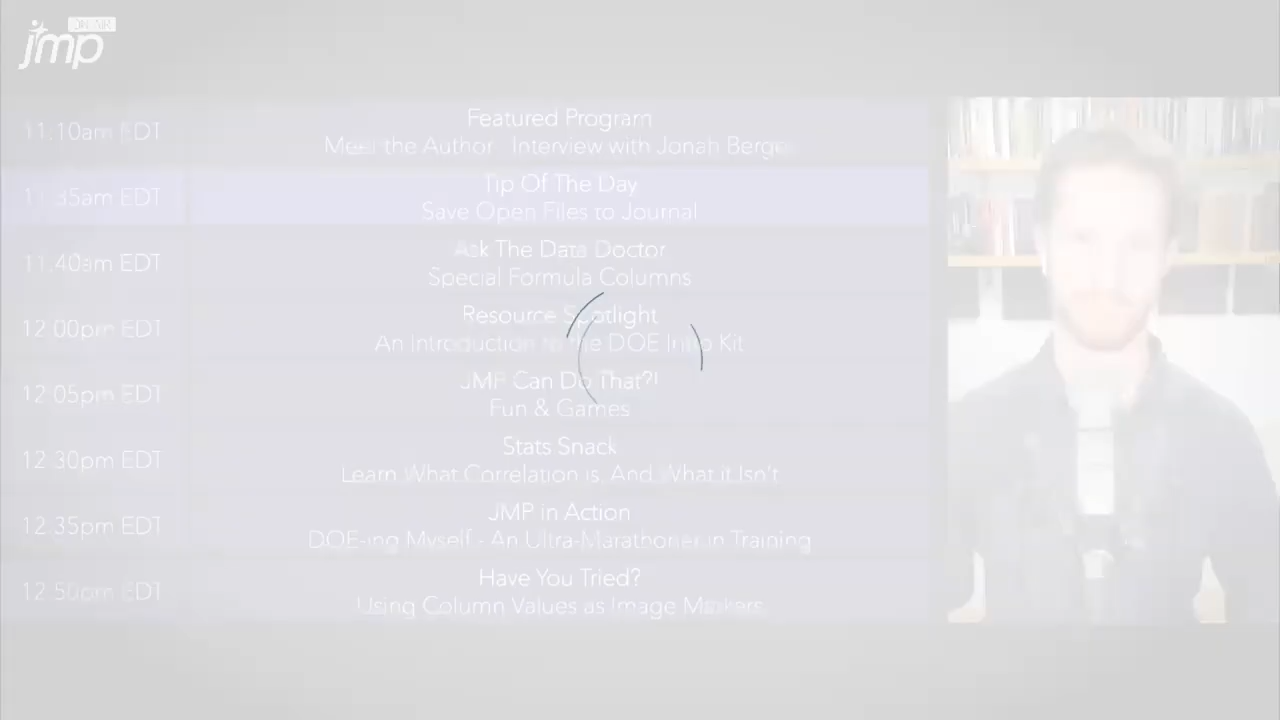 ON AIR
jmp
11:10am EDT
Featured Program
Meet the Author - Interview with Jonah Berger
11:35am EDT
Tip Of The Day
Save Open Files to Journal
11:40am EDT
Ask The Data Doctor
Special Formula Columns
12:00pm EDT
Resource Spotlight
An Introduction to the DOE Intro Kit
JMP Can Do That?!
12:05pm EDT
Fun & Games
Stats Snack
12:30pm EDT
Learn What Correlation is, And What it Isn't
JMP in Action
12:35pm EDT
DOE-ing Myself - An Ultra-Marathoner in Training
Have You Tried?
12:50pm EDT
Using Column Values as Image Markers